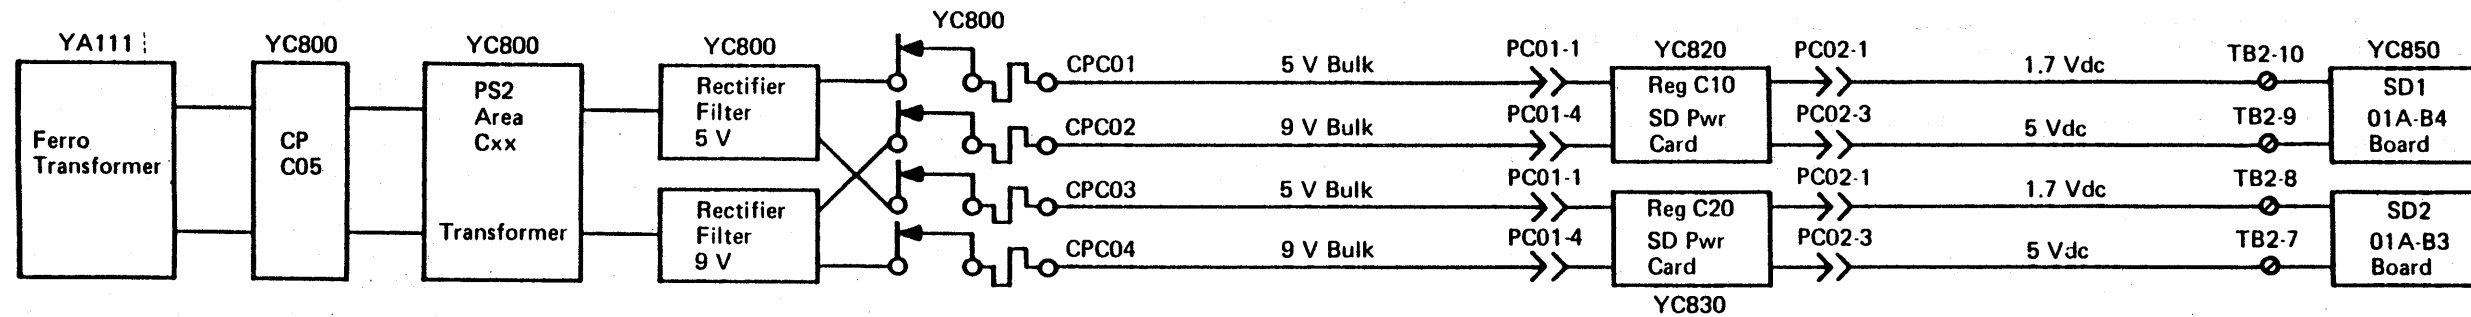 YA111
Ferro
Transformer
YC800
CP
C05
YC800
PS2
Area
Cxx
Transformer
YC800
Rectifier
Filter
5 V
Rectifier
Filter
9 V
YC800
CPC01
5 V Bulk
PC01-1
CPC02
9 V Bulk
PC01-4
CPC03
5 V Bulk
PC01-1
CPC04
9 V Bulk
PC01-4
YC820
Reg C10
SD Pwr
Card
Reg C20
SD Pwr
Card
YC830
PC02-1
1.7 Vdc
TB2-10
PC02-3
5 Vdc
TB2-9
PC02-1
1.7 Vdc
TB2-8
PC02-3
5 Vdc
TB2-7
YC850
SD1
01A-B4
Board
SD2
01A-B3
Board